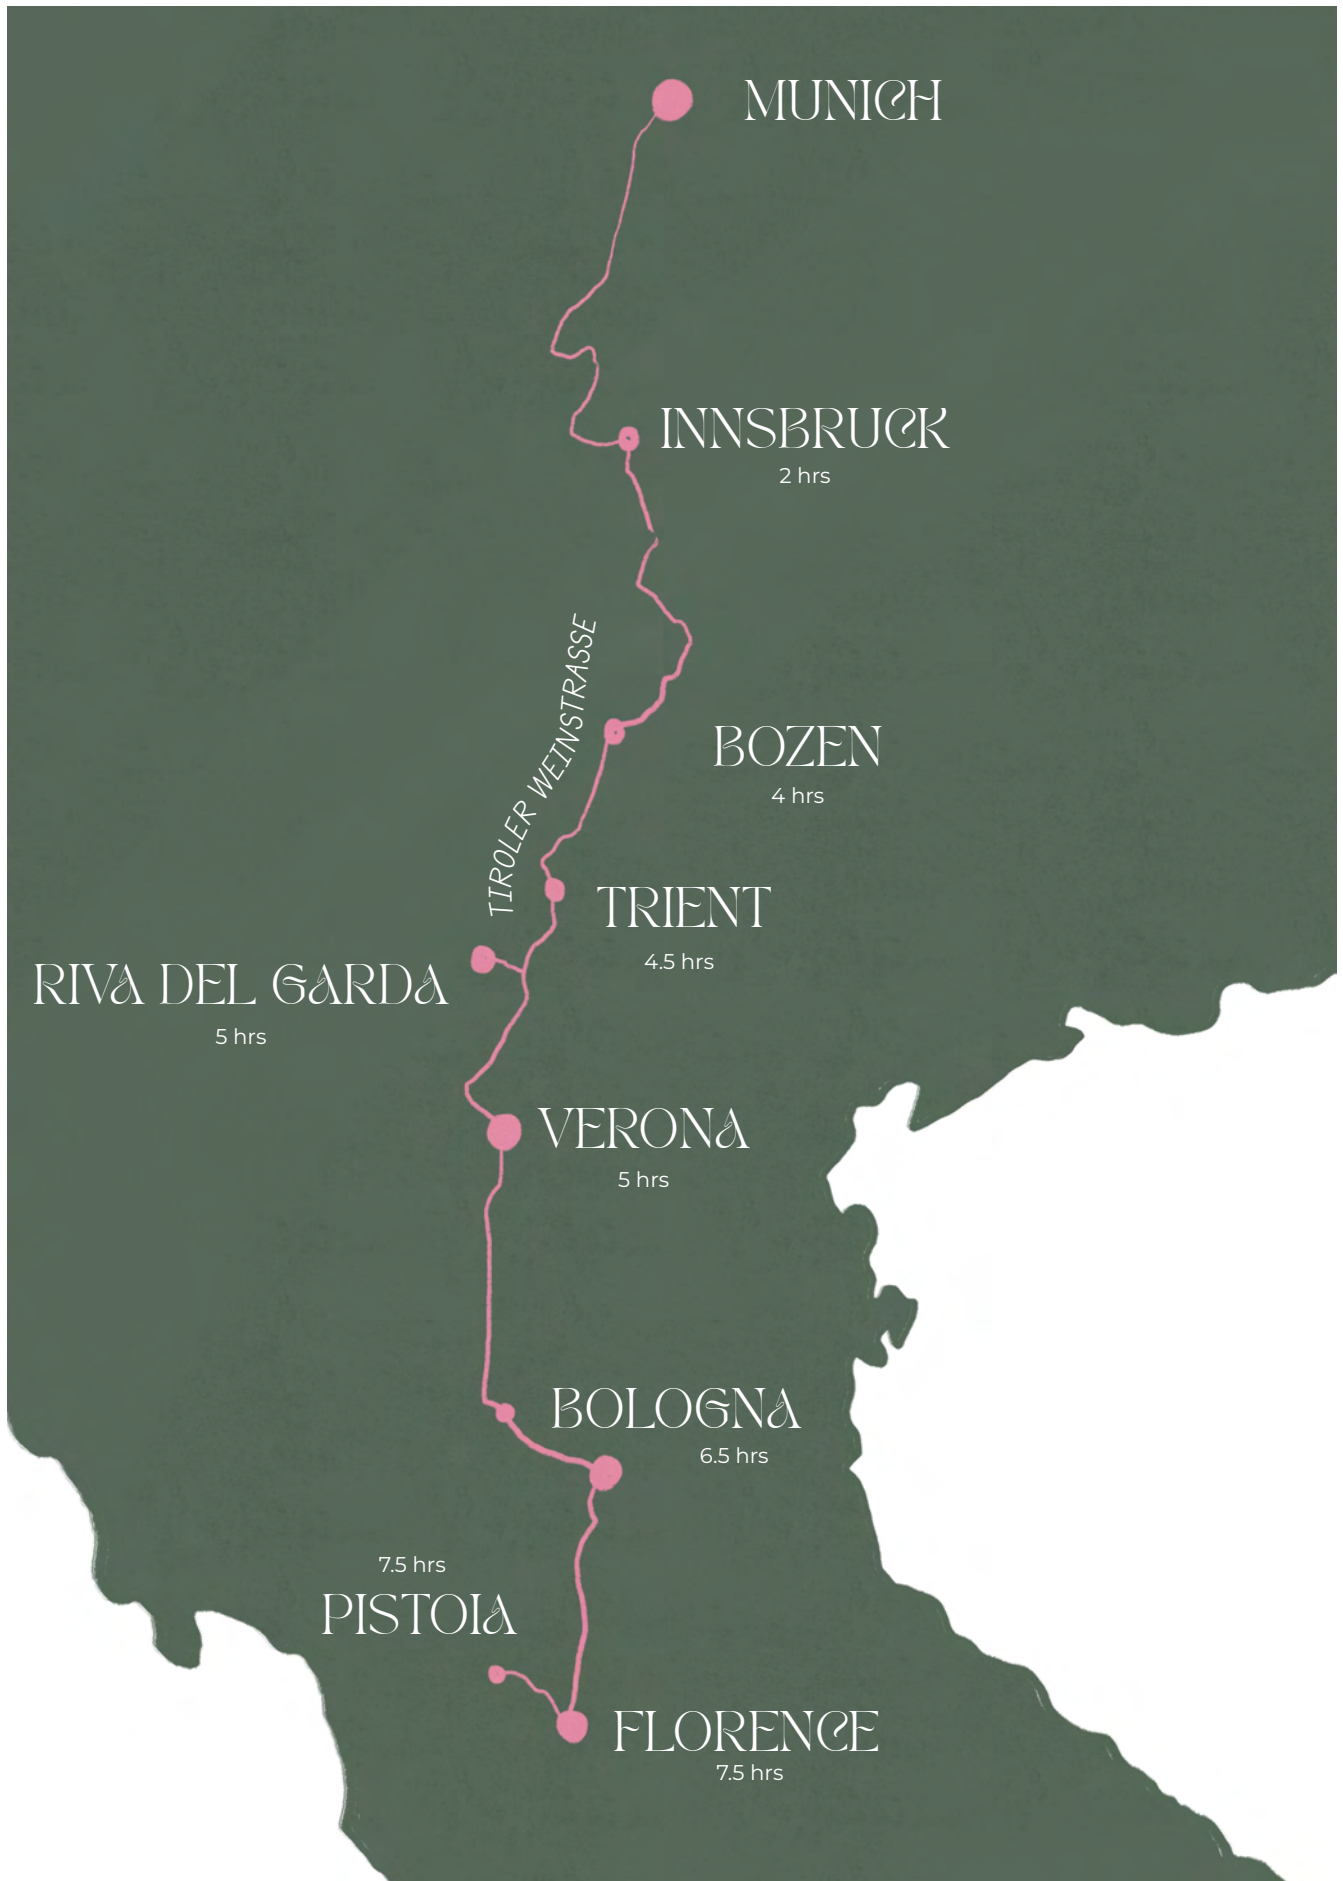 MUNICH
INNSBRUCK
2 hrs
TIROLER WEINSTRASSE
BOZEN
4 hrs
TRIENT
4.5 hrs
RIVA DEL GARDA
5 hrs
VERONA
5 hrs
BOLOGNA
6.5 hrs
7.5 hrs
PISTOIA
FLORENCE
7.5 hrs